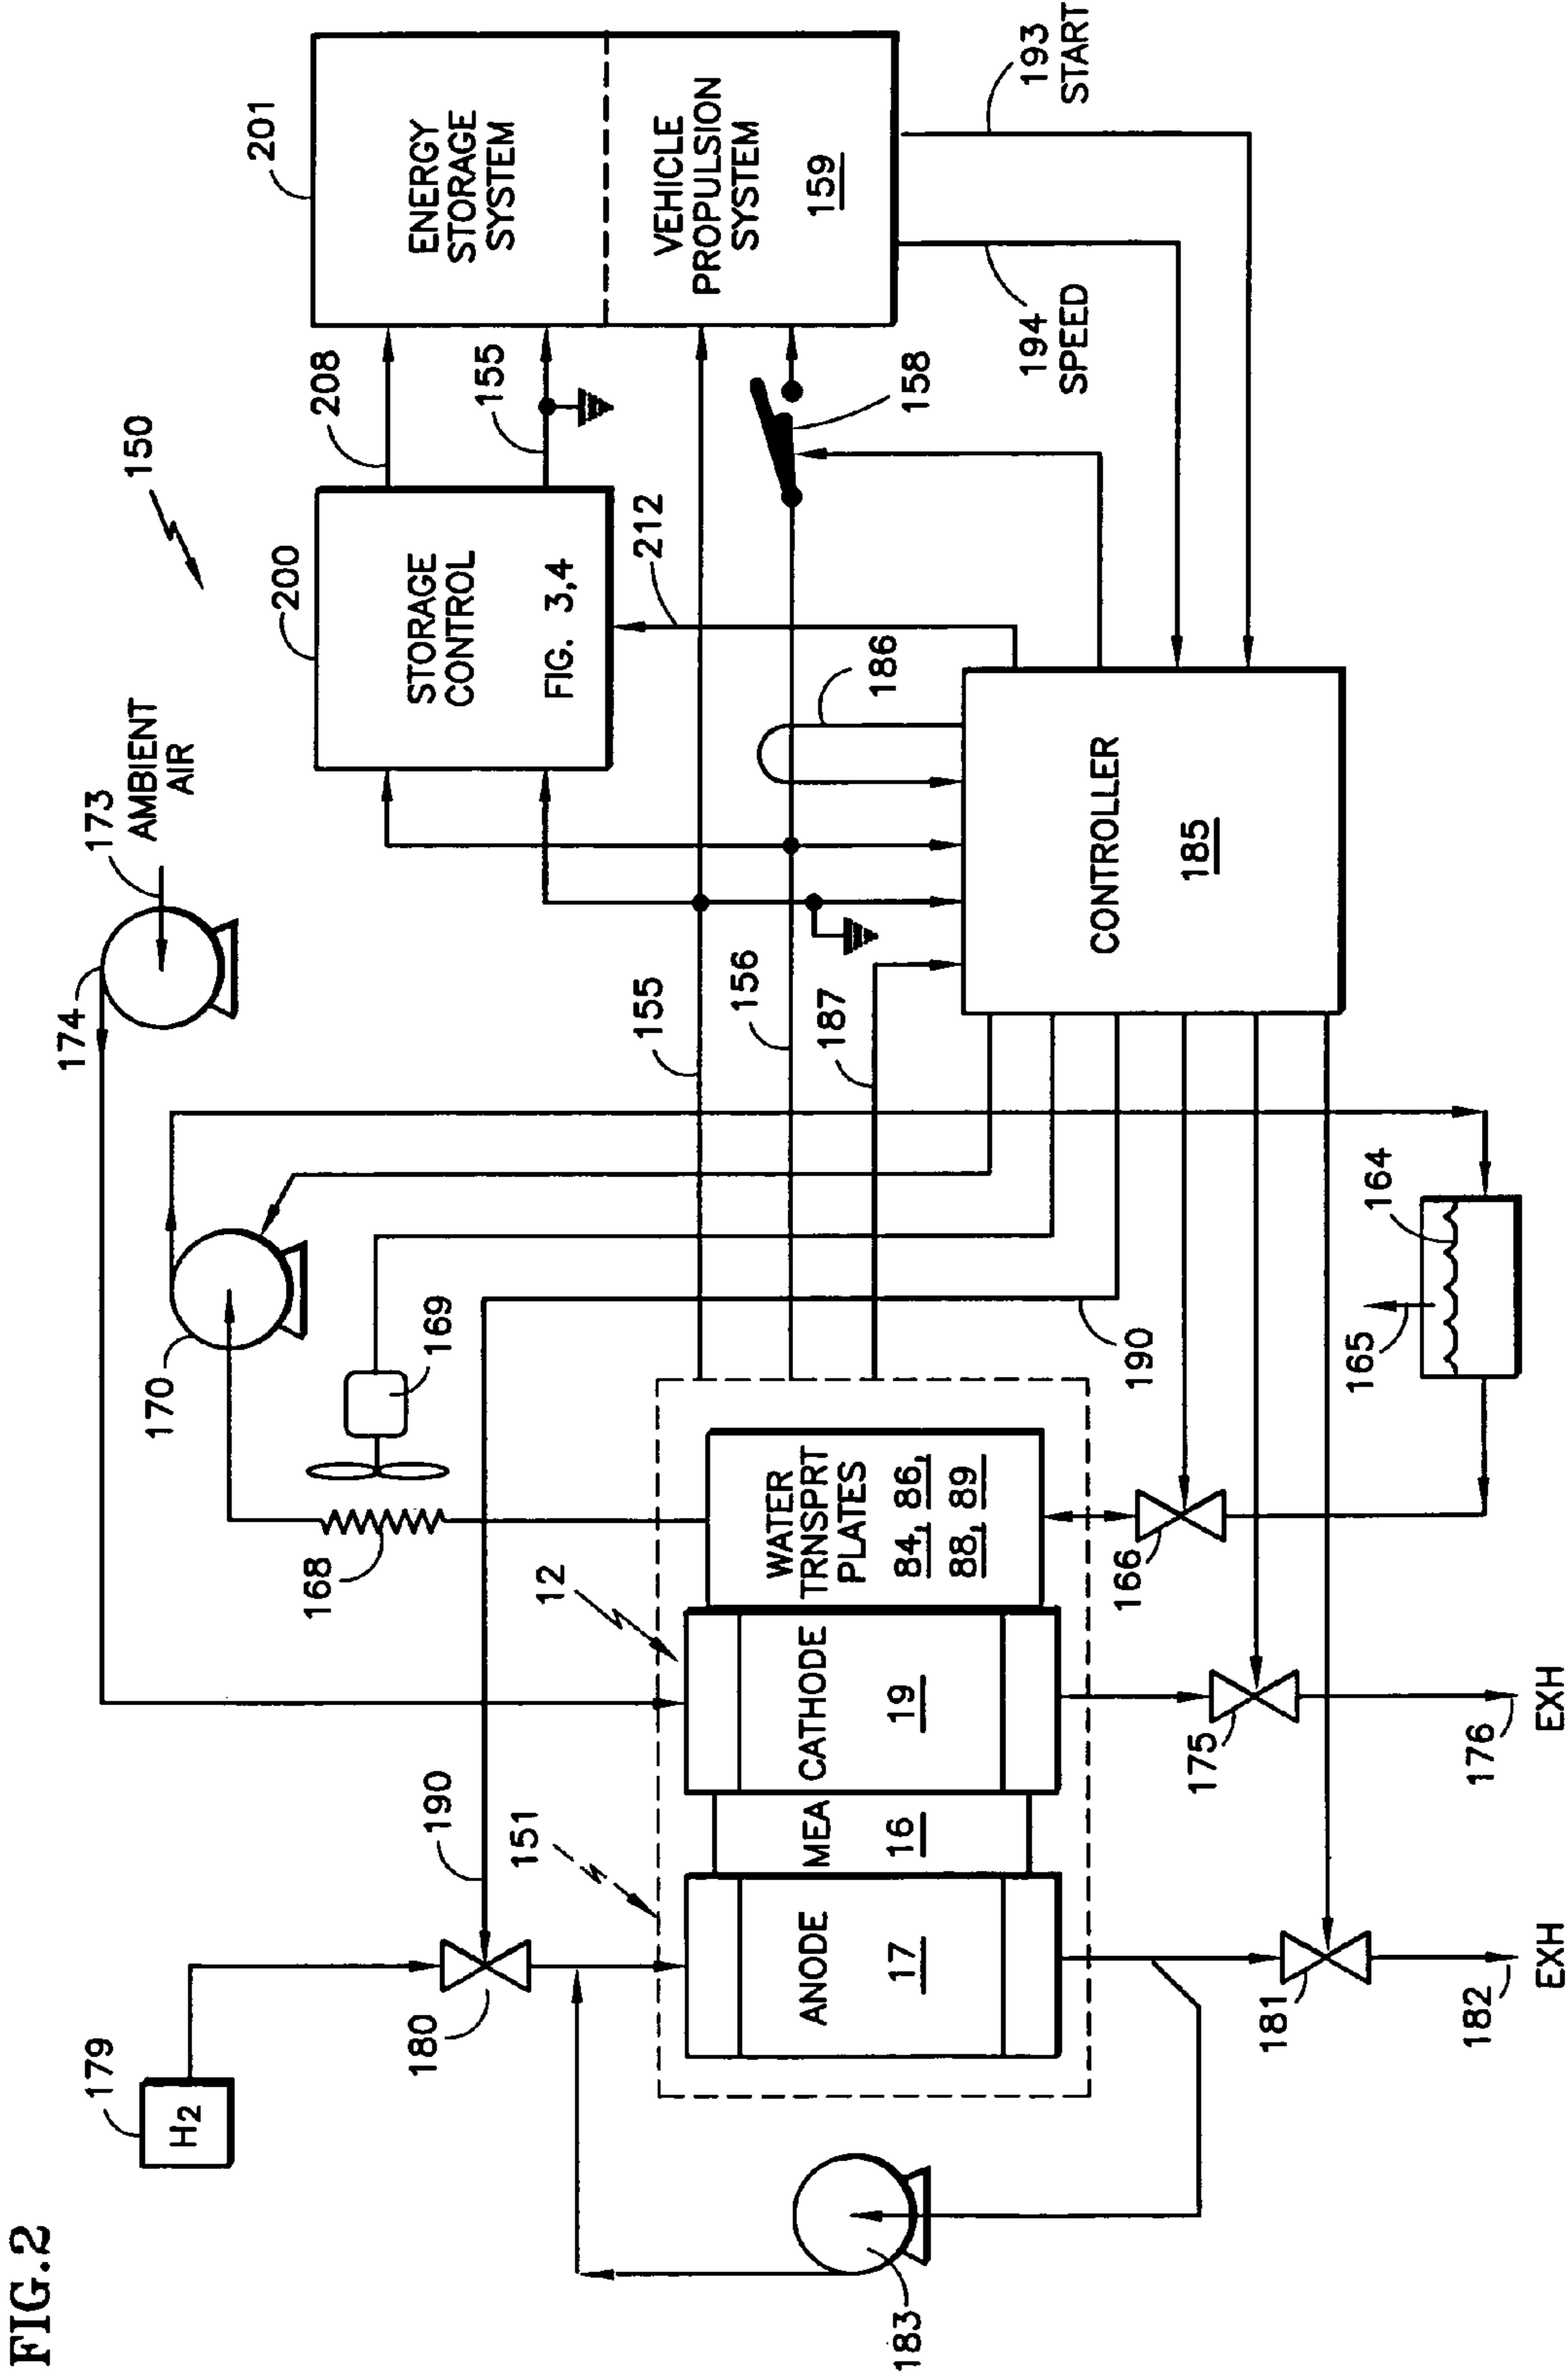 FIG.2
150
179
H2
180
190
151
12
168
169
170
174
173
AMBIENT
AIR
200
STORAGE
CONTROL
FIG. 3,4
208
155
201
ENERGY
STORAGE
SYSTEM
VEHICLE
PROPULSION
SYSTEM
159
183
ANODE
17
MEA
16
CATHODE
19
WATER
TRNSPRT
PLATES
84, 86,
88, 89
155
156
187
212
186
158
194
SPEED
193
START
CONTROLLER
185
190
166
165
164
181
175
182
EXH
176
EXH